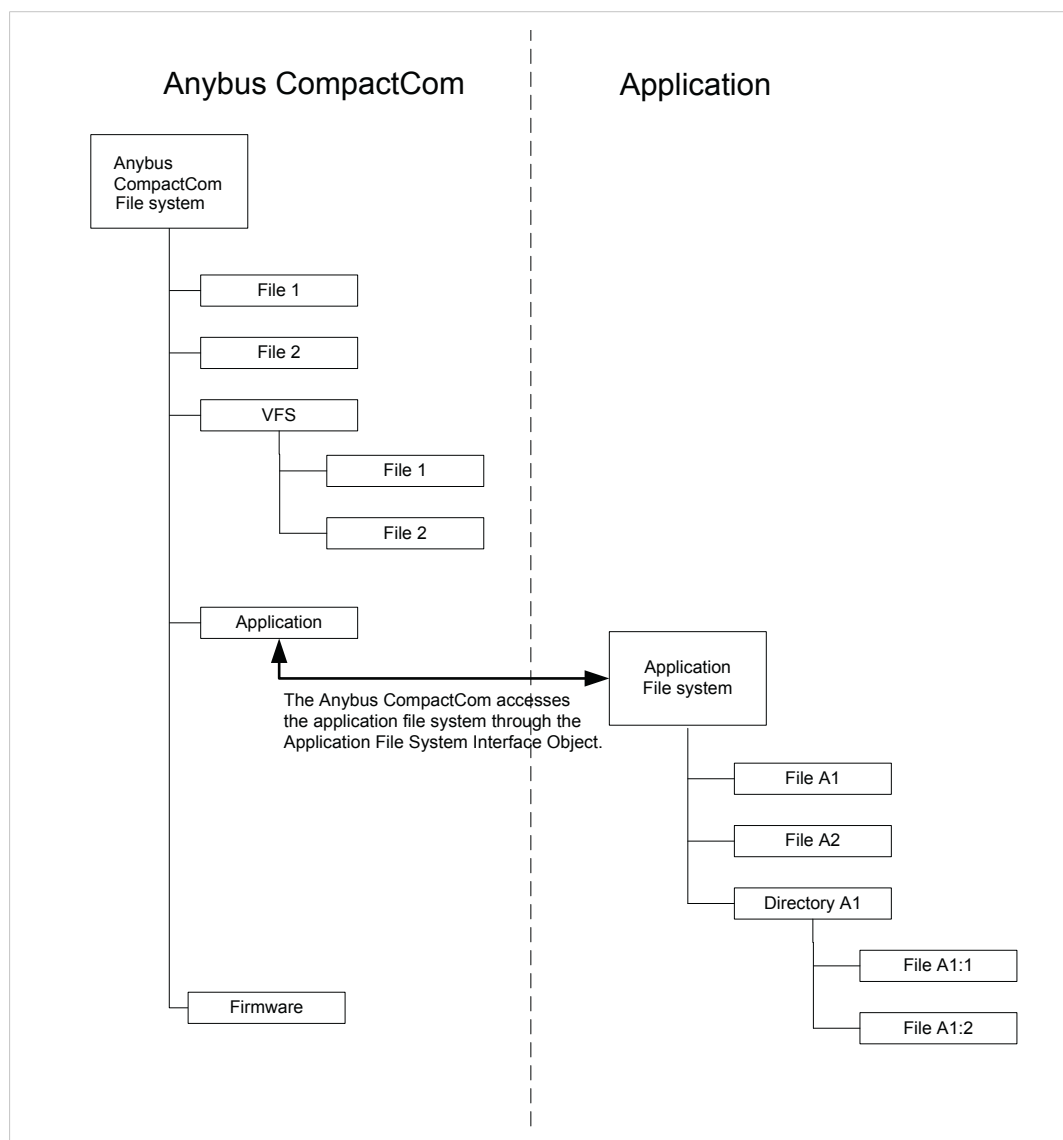 Anybus CompactCom
Application
Anybus
CompactCom
File system
File 1
File 2
VFS
File 1
File 2
Application
The Anybus CompactCom accesses
the application file system through the
Application File System Interface Object.
Application
File system
File A1
File A2
Directory A1
File A1:1
File A1:2
Firmware